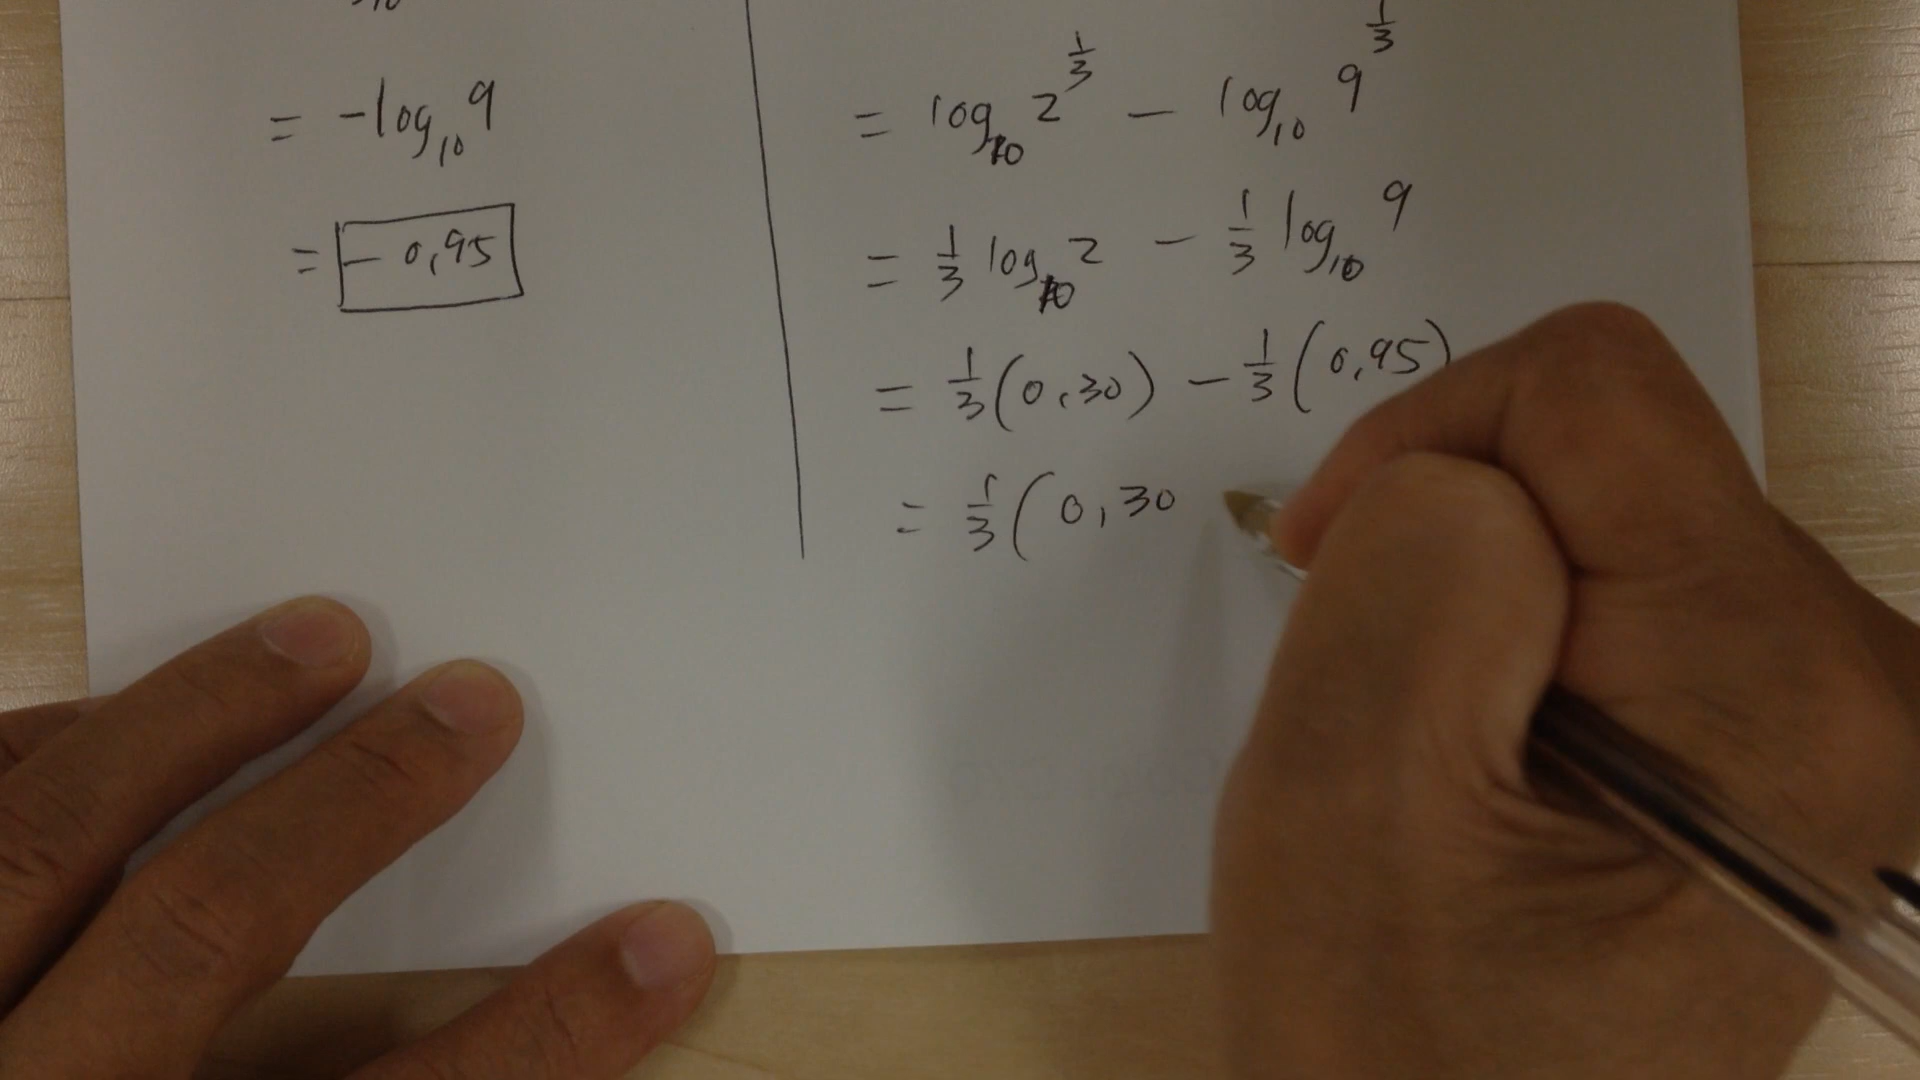 = -log₁₀ 9
= - 0,95
= log₁₀ 2^(1/3) - log₁₀ 9^(1/3)
= 1/3 log₁₀ 2 - 1/3 log₁₀ 9
= 1/3 (0,30) - 1/3 (0,95)
= 1/3 ( 0,30